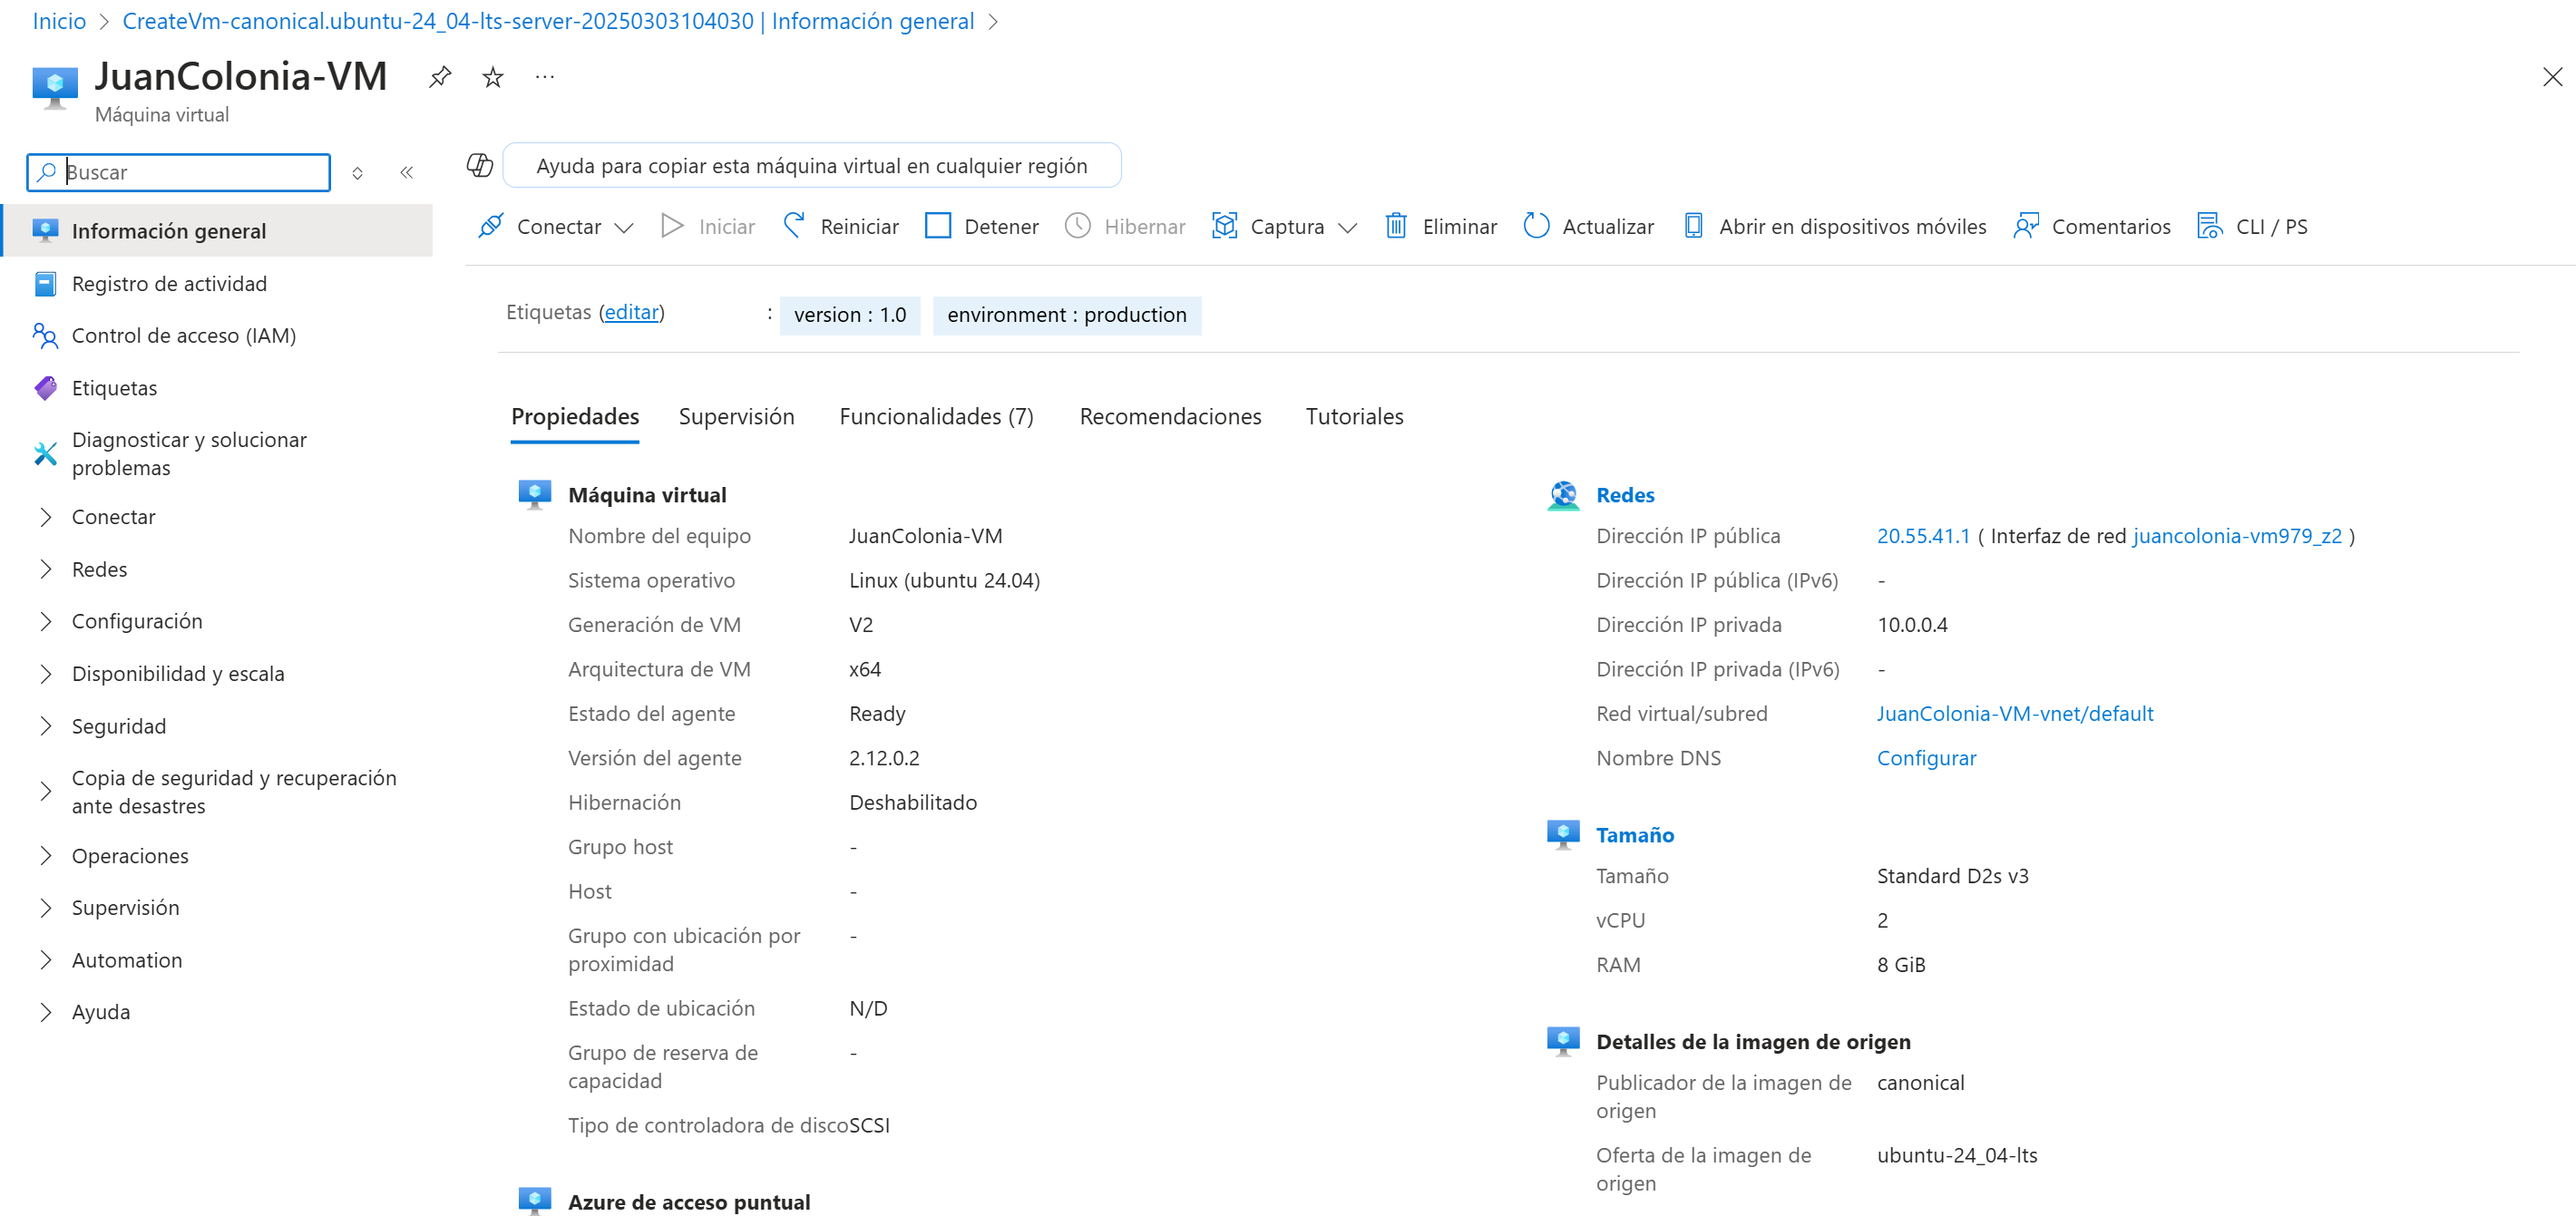 Inicio > CreateVm-canonical.ubuntu-24_04-lts-server-20250303104030 | Información general >
JuanColonia-VM
Máquina virtual
Buscar
Información general
Registro de actividad
Control de acceso (IAM)
Etiquetas
Diagnosticar y solucionar
problemas
Conectar
Redes
Configuración
Disponibilidad y escala
Seguridad
Copia de seguridad y recuperación
ante desastres
Operaciones
Supervisión
Automation
Ayuda
Ayuda para copiar esta máquina virtual en cualquier región
Conectar Iniciar Reiniciar Detener Hibernar Captura Eliminar Actualizar Abrir en dispositivos móviles Comentarios CLI / PS
Etiquetas (editar) : version : 1.0 environment : production
Propiedades Supervisión Funcionalidades (7) Recomendaciones Tutoriales
Máquina virtual
Nombre del equipo JuanColonia-VM
Sistema operativo Linux (ubuntu 24.04)
Generación de VM V2
Arquitectura de VM x64
Estado del agente Ready
Versión del agente 2.12.0.2
Hibernación Deshabilitado
Grupo host -
Host -
Grupo con ubicación por -
proximidad
Estado de ubicación N/D
Grupo de reserva de -
capacidad
Tipo de controladora de disco SCSI
Azure de acceso puntual
Redes
Dirección IP pública 20.55.41.1 ( Interfaz de red juancolonia-vm979_z2 )
Dirección IP pública (IPv6) -
Dirección IP privada 10.0.0.4
Dirección IP privada (IPv6) -
Red virtual/subred JuanColonia-VM-vnet/default
Nombre DNS Configurar
Tamaño
Tamaño Standard D2s v3
vCPU 2
RAM 8 GiB
Detalles de la imagen de origen
Publicador de la imagen de canonical
origen
Oferta de la imagen de ubuntu-24_04-lts
origen